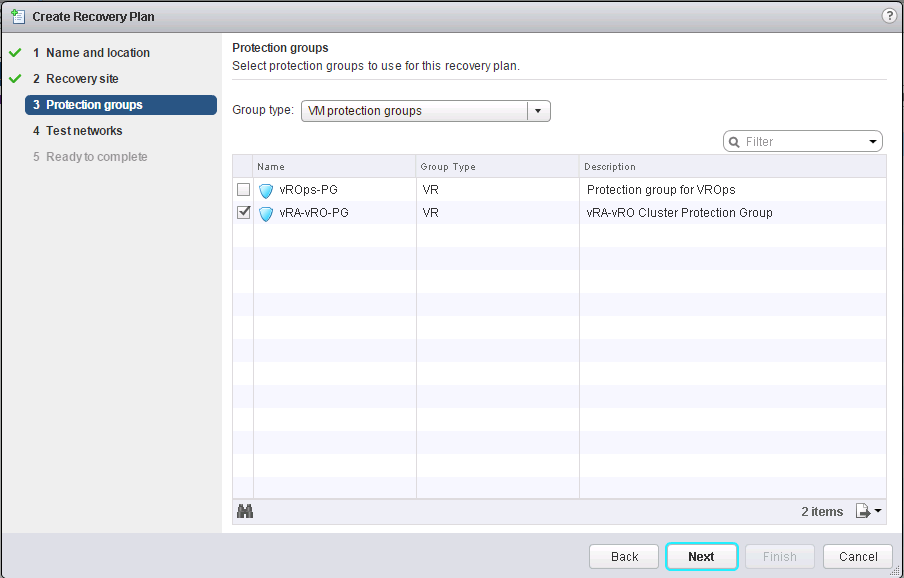 Create Recovery Plan
?
1 Name and location
2 Recovery site
3 Protection groups
4 Test networks
5 Ready to complete
Protection groups
Select protection groups to use for this recovery plan.
Group type: VM protection groups
Filter
Name Group Type Description
vROps-PG VR Protection group for VROps
vRA-vRO-PG VR vRA-vRO Cluster Protection Group
2 items
Back Next Finish Cancel